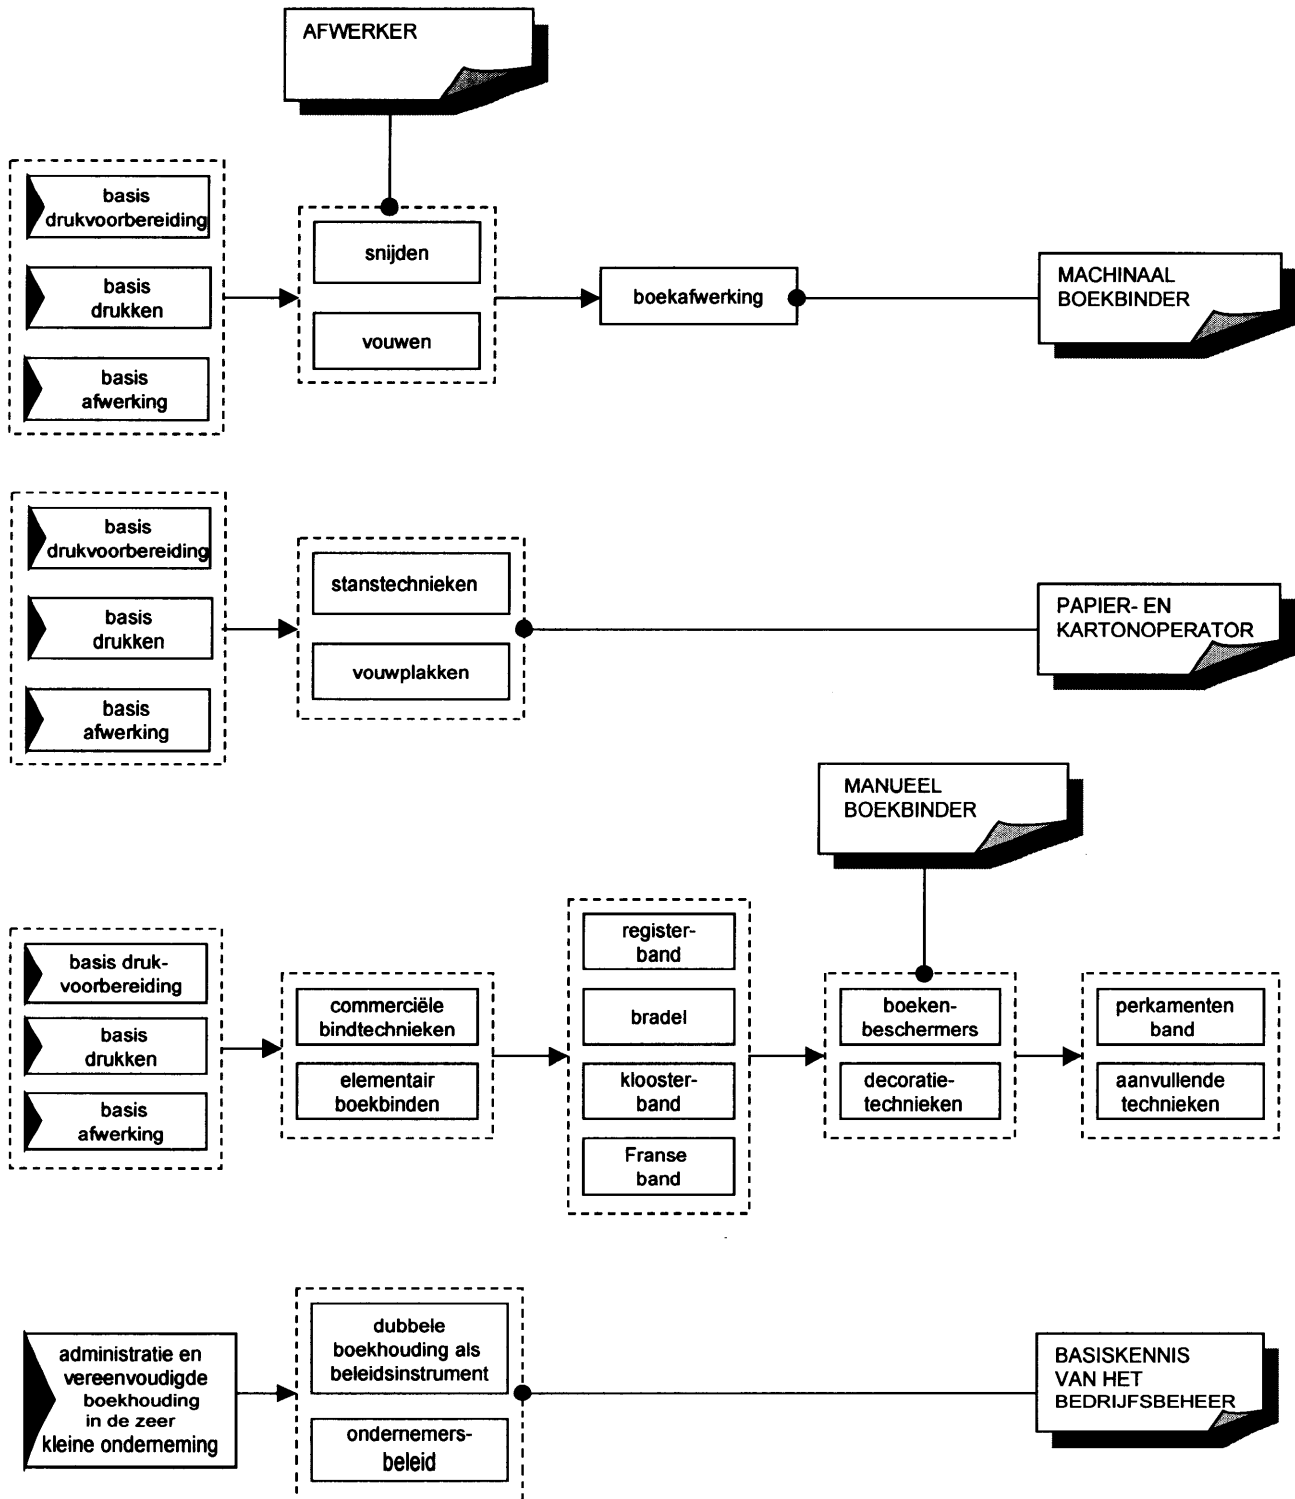 AFWERKER
basis
drukvoorbereiding
basis
drukken
basis
afwerking
snijden
vouwen
boekafwerking
MACHINAAL
BOEKBINDER
basis
drukvoorbereiding
basis
drukken
basis
afwerking
stanstechnieken
vouwplakken
PAPIER- EN
KARTONOPERATOR
MANUEEL
BOEKBINDER
basis druk-
voorbereiding
basis
drukken
basis
afwerking
commerciële
bindtechnieken
elementair
boekbinden
register-
band
bradel
klooster-
band
Franse
band
boeken-
beschermers
decoratie-
technieken
perkamenten
band
aanvullende
technieken
administratie en
vereenvoudigde
boekhouding
in de zeer
kleine onderneming
dubbele
boekhouding als
beleidsinstrument
ondernemers-
beleid
BASISKENNIS
VAN HET
BEDRIJFSBEHEER